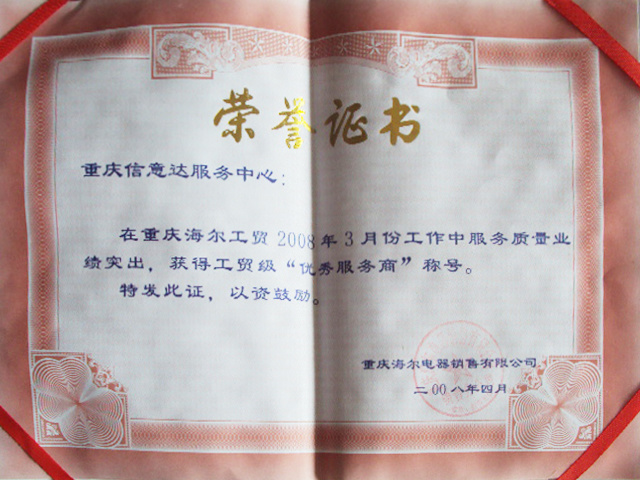 荣誉证书
重庆信意达服务中心：
在重庆海尔工贸2008年3月份工作中服务质量业
绩突出，获得工贸级“优秀服务商”称号。
特发此证，以资鼓励。
重庆海尔电器销售有限公司
二00八年四月